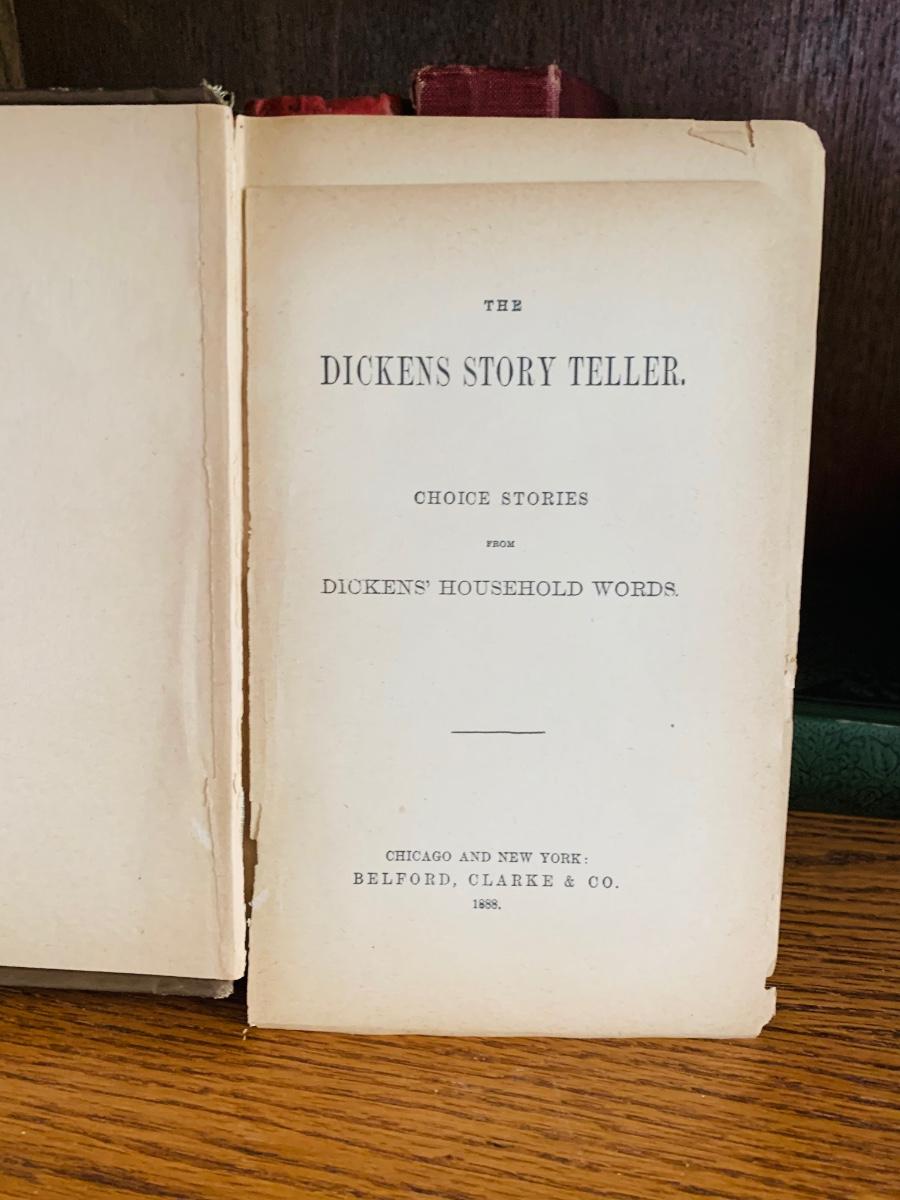 THE
DICKENS STORY TELLER.
CHOICE STORIES
FROM
DICKENS' HOUSEHOLD WORDS.
CHICAGO AND NEW YORK:
BELFORD, CLARKE & CO.
1888.